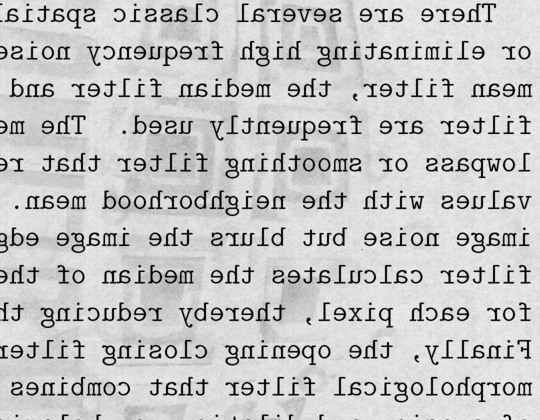 There are several classic spatial
or eliminating high frequency noise
mean filter, the median filter and
filter are frequently used. The me
lowpass or smoothing filter that re
values with the neighborhood mean.
image noise but blurs the image edg
filter calculates the median of the
for each pixel, thereby reducing th
Finally, the opening closing filter
morphological filter that combines